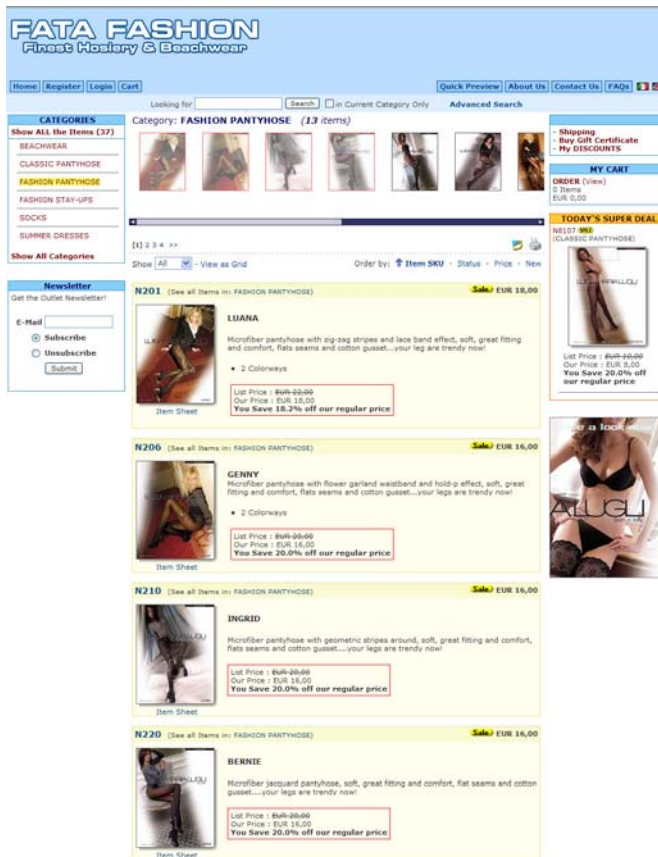 FATA FASHION
Finest Hosiery & Beachwear
Home Register Login Cart
Quick Preview About Us Contact Us FAQs
Looking for Search in Current Category Only Advanced Search
CATEGORIES
Show ALL the Items (37)
BEACHWEAR
CLASSIC PANTYHOSE
FASHION PANTYHOSE
FASHION STAY-UPS
SOCKS
SUMMER DRESSES
Show All Categories
Newsletter
Get the Outlet Newsletter!
E-Mail
Subscribe
Unsubscribe
Submit
Category: FASHION PANTYHOSE (13 items)
[1] 2 3 4 >>
Show All - View as Grid
Order by: Item SKU - Status - Price - New
N201 (See all Items in: FASHION PANTYHOSE) Sale! EUR 18,00
LUANA
Microfiber pantyhose with zig-zag stripes and lace band effect, soft, great fitting
and comfort, flats seams and cotton gusset...your leg are trendy now!
2 Colorways
List Price : EUR 22,00
Our Price : EUR 18,00
You Save 18.2% off our regular price
Item Sheet
N206 (See all Items in: FASHION PANTYHOSE) Sale! EUR 16,00
GENNY
Microfiber pantyhose with flower garland waistband and hold-p effect, soft, great
fitting and comfort, flats seams and cotton gusset...your legs are trendy now!
2 Colorways
List Price : EUR 20,00
Our Price : EUR 16,00
You Save 20.0% off our regular price
Item Sheet
N210 (See all Items in: FASHION PANTYHOSE) Sale! EUR 16,00
INGRID
Microfiber pantyhose with geometric stripes around, soft, great fitting and comfort,
flats seams and cotton gusset....your legs are trendy now!
List Price : EUR 20,00
Our Price : EUR 16,00
You Save 20.0% off our regular price
Item Sheet
N220 (See all Items in: FASHION PANTYHOSE) Sale! EUR 16,00
BERNIE
Microfiber jacquard pantyhose, soft, great fitting and comfort, flat seams and cotton
gusset....your legs are trendy now!
List Price : EUR 20,00
Our Price : EUR 16,00
You Save 20.0% off our regular price
Item Sheet
- Shipping
- Buy Gift Certificate
- My DISCOUNTS
MY CART
ORDER (View)
0 Items
EUR 0,00
TODAY'S SUPER DEAL
N8107 SALE
(CLASSIC PANTYHOSE)
List Price : EUR 10,00
Our Price : EUR 8,00
You Save 20.0% off
our regular price
a look now